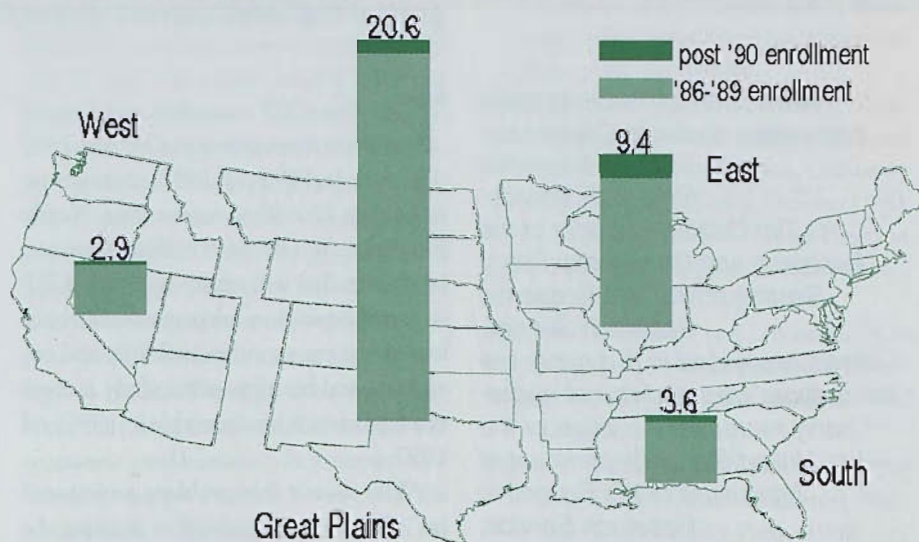 20.6
post '90 enrollment
'86-'89 enrollment
West
9.4
East
2.9
3.6
South
Great Plains